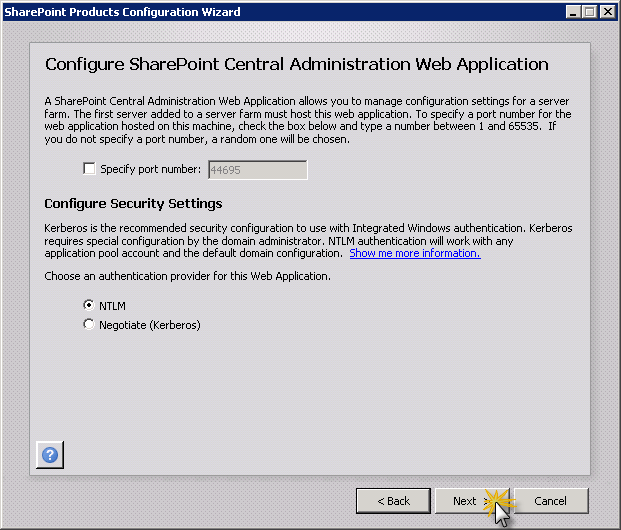 SharePoint Products Configuration Wizard
Configure SharePoint Central Administration Web Application
A SharePoint Central Administration Web Application allows you to manage configuration settings for a server
farm. The first server added to a server farm must host this web application. To specify a port number for the
web application hosted on this machine, check the box below and type a number between 1 and 65535. If
you do not specify a port number, a random one will be chosen.
Specify port number: 44695
Configure Security Settings
Kerberos is the recommended security configuration to use with Integrated Windows authentication. Kerberos
requires special configuration by the domain administrator. NTLM authentication will work with any
application pool account and the default domain configuration. Show me more information.
Choose an authentication provider for this Web Application.
NTLM
Negotiate (Kerberos)
?
< Back Next > Cancel